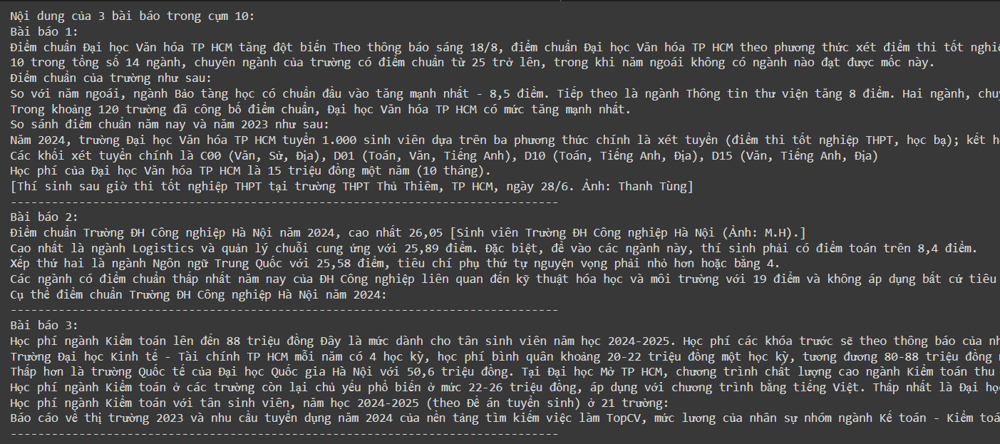 Nội dung của 3 bài báo trong cụm 10:
Bài báo 1:
Điểm chuẩn Đại học Văn hóa TP HCM tăng đột biến Theo thông báo sáng 18/8, điểm chuẩn Đại học Văn hóa TP HCM theo phương thức xét điểm thi tốt
10 trong tổng số 14 ngành, chuyên ngành của trường có điểm chuẩn từ 25 trở lên, trong khi năm ngoái không có ngành nào đạt được mốc này.
Điểm chuẩn của trường như sau:
So với năm ngoái, ngành Bảo tàng học có chuẩn đầu vào tăng mạnh nhất - 8,5 điểm. Tiếp theo là ngành Thông tin thư viện tăng 8 điểm. Hai ngành,
Trong khoảng 120 trường đã công bố điểm chuẩn, Đại học Văn hóa TP HCM có mức tăng mạnh nhất.
So sánh điểm chuẩn năm nay và năm 2023 như sau:
Năm 2024, trường Đại học Văn hóa TP HCM tuyển 1.000 sinh viên dựa trên ba phương thức chính là xét tuyển (điểm thi tốt nghiệp THPT, học bạ); kết
Các khối xét tuyển chính là C00 (Văn, Sử, Địa), D01 (Toán, Văn, Tiếng Anh), D10 (Toán, Tiếng Anh, Địa), D15 (Văn, Tiếng Anh, Địa)
Học phí của Đại học Văn hóa TP HCM là 15 triệu đồng một năm (10 tháng).
[Thí sinh sau giờ thi tốt nghiệp THPT tại trường THPT Thủ Thiêm, TP HCM, ngày 28/6. Ảnh: Thanh Tùng]
--------------------------------------------------------------------------------
Bài báo 2:
Điểm chuẩn Trường ĐH Công nghiệp Hà Nội năm 2024, cao nhất 26,05 [Sinh viên Trường ĐH Công nghiệp Hà Nội (Ảnh: M.H).]
Cao nhất là ngành Logistics và quản lý chuỗi cung ứng với 25,89 điểm. Đặc biệt, để vào các ngành này, thí sinh phải có điểm toán trên 8,4 điểm.
Xếp thứ hai là ngành Ngôn ngữ Trung Quốc với 25,58 điểm, tiêu chí phụ thứ tự nguyện vọng phải nhỏ hơn hoặc bằng 4.
Các ngành có điểm chuẩn thấp nhất năm nay của ĐH Công nghiệp liên quan đến kỹ thuật hóa học và môi trường với 19 điểm và không áp dụng bất cứ tiêu
Cụ thể điểm chuẩn Trường ĐH Công nghiệp Hà Nội năm 2024:
--------------------------------------------------------------------------------
Bài báo 3:
Học phí ngành Kiểm toán lên đến 88 triệu đồng Đây là mức dành cho tân sinh viên năm học 2024-2025. Học phí các khóa trước sẽ theo thông báo của
Trường Đại học Kinh tế - Tài chính TP HCM mỗi năm có 4 học kỳ, học phí bình quân khoảng 20-22 triệu đồng một học kỳ, tương đương 80-88 triệu đồng
Thấp hơn là trường Quốc tế của Đại học Quốc gia Hà Nội với 50,6 triệu đồng. Tại Đại học Mở TP HCM, chương trình chất lượng cao ngành Kiểm toán thu
Học phí ngành Kiểm toán ở các trường còn lại chủ yếu phổ biến ở mức 22-26 triệu đồng, áp dụng với chương trình bằng tiếng Việt. Thấp nhất là Đại
Học phí ngành Kiểm toán với tân sinh viên, năm học 2024-2025 (theo Đề án tuyển sinh) ở 21 trường:
Báo cáo về thị trường 2023 và nhu cầu tuyển dụng năm 2024 của nền tảng tìm kiếm việc làm TopCV, mức lương của nhân sự nhóm ngành Kế toán - Kiểm
--------------------------------------------------------------------------------